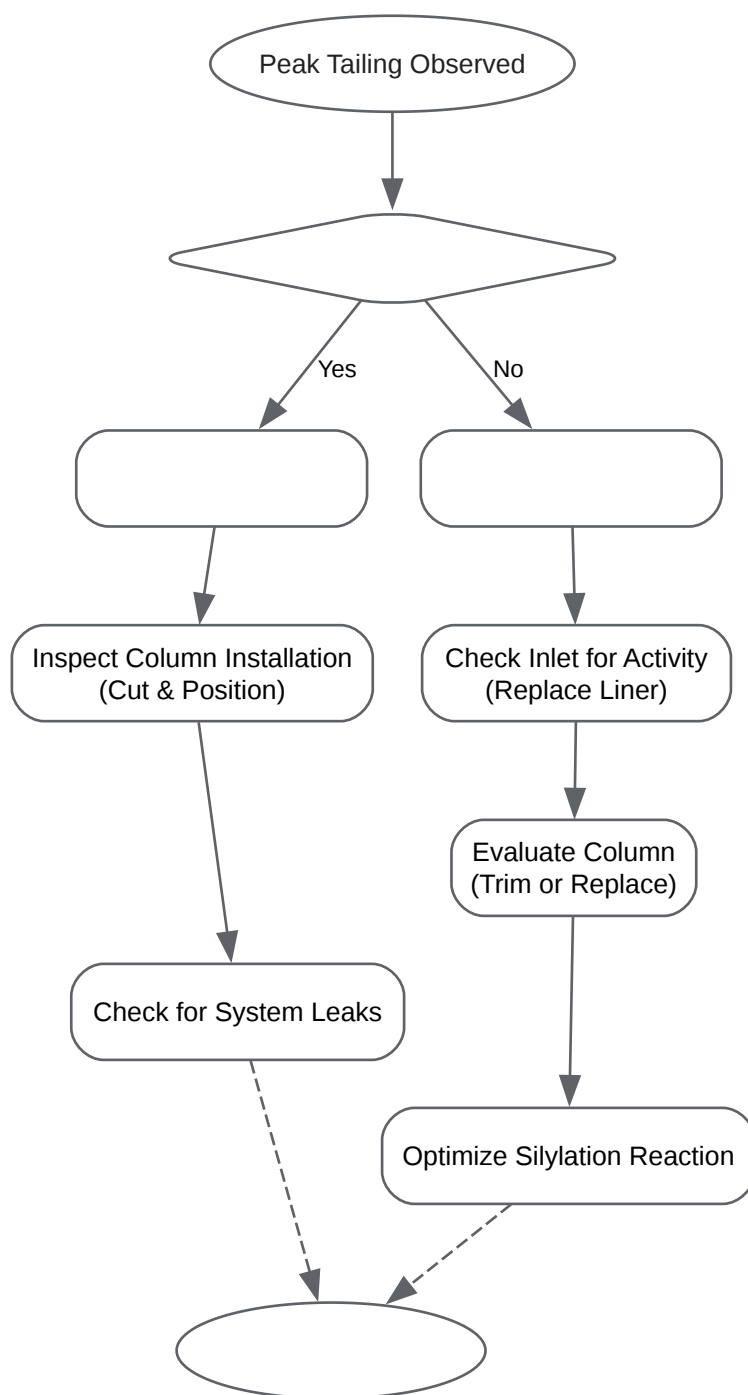 Peak Tailing Observed
Yes
No
Inspect Column Installation
(Cut & Position)
Check Inlet for Activity
(Replace Liner)
Evaluate Column
(Trim or Replace)
Check for System Leaks
Optimize Silylation Reaction